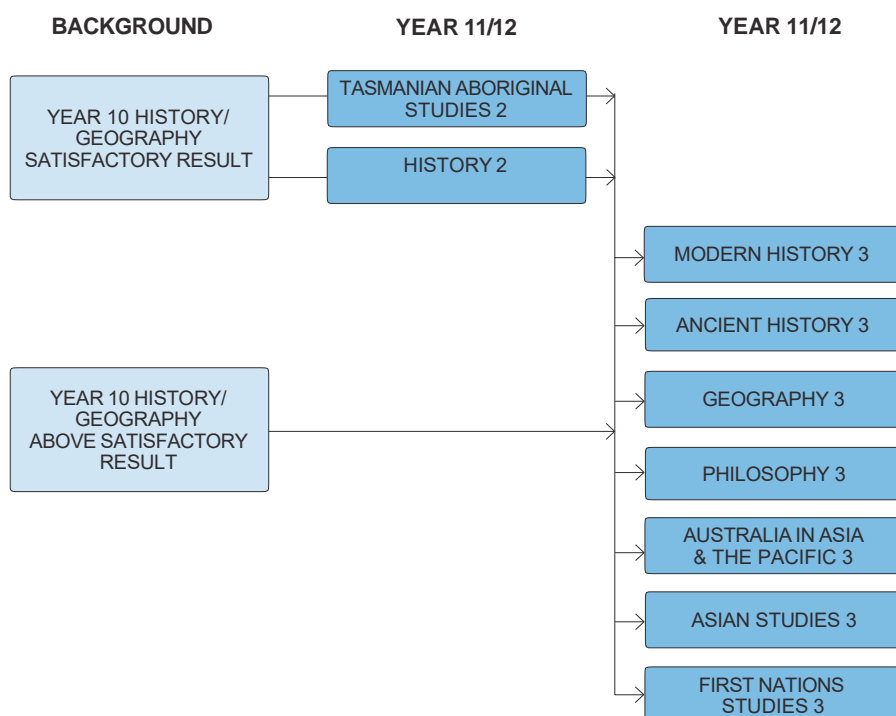 BACKGROUND
YEAR 11/12
YEAR 11/12
YEAR 10 HISTORY/
GEOGRAPHY
SATISFACTORY RESULT
TASMANIAN ABORIGINAL
STUDIES 2
HISTORY 2
MODERN HISTORY 3
ANCIENT HISTORY 3
YEAR 10 HISTORY/
GEOGRAPHY
ABOVE SATISFACTORY
RESULT
GEOGRAPHY 3
PHILOSOPHY 3
AUSTRALIA IN ASIA
& THE PACIFIC 3
ASIAN STUDIES 3
FIRST NATIONS
STUDIES 3